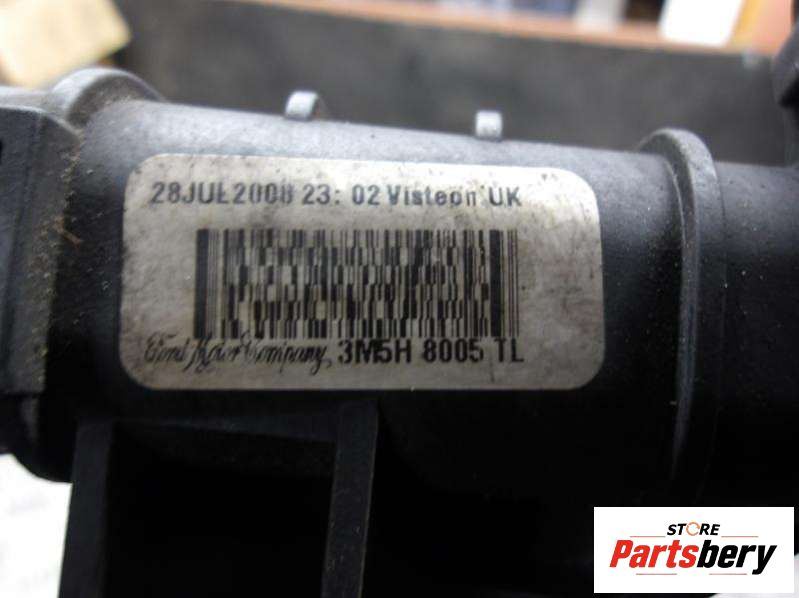 28JUL2008 23: 02 Visteon UK
Ford Motor Company, 3M5H 8005 TL
STORE
Partsbery